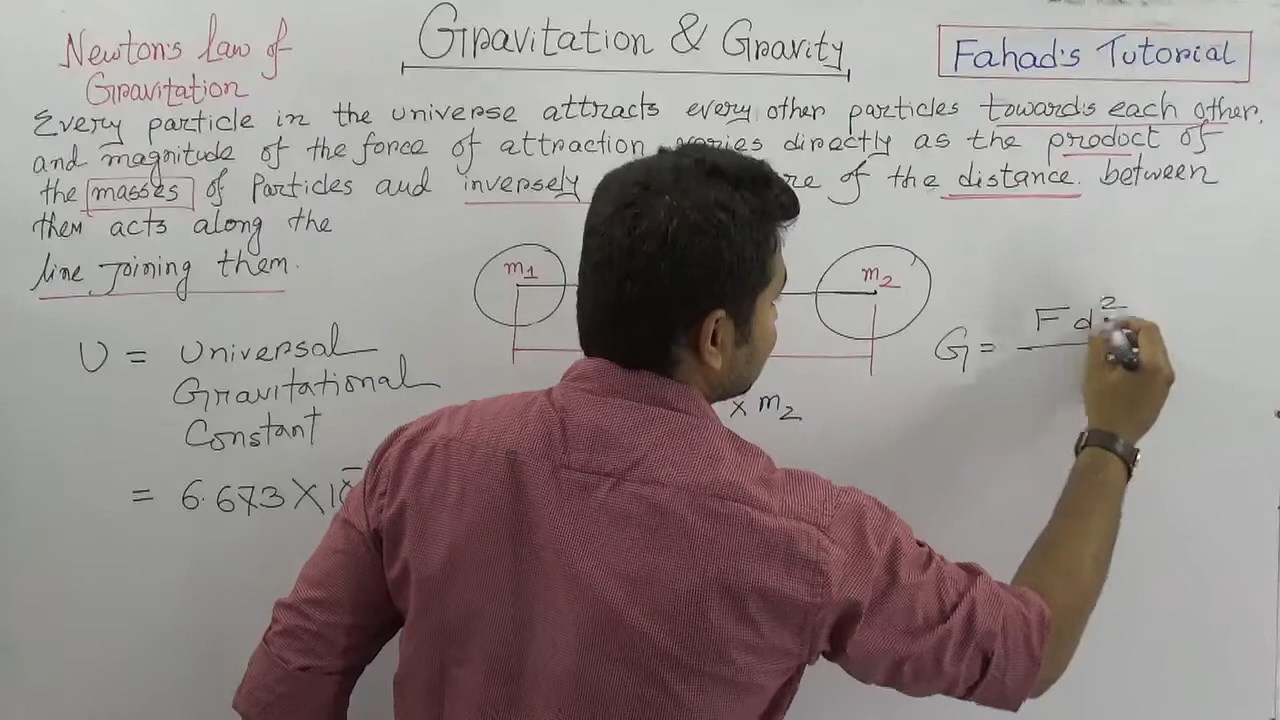 Gravitation & Gravity
Fahad's Tutorial
Newton's Law of
Gravitation
Every particle in the universe attracts every other particles towards each other,
and magnitude of the force of attraction varies directly as the product of
the masses of Particles and inversely of the distance between
them acts along the
line joining them.
m1
m2
U = Universal
Gravitational
Constant
= 6.673 X 10
x m2
G = F d²